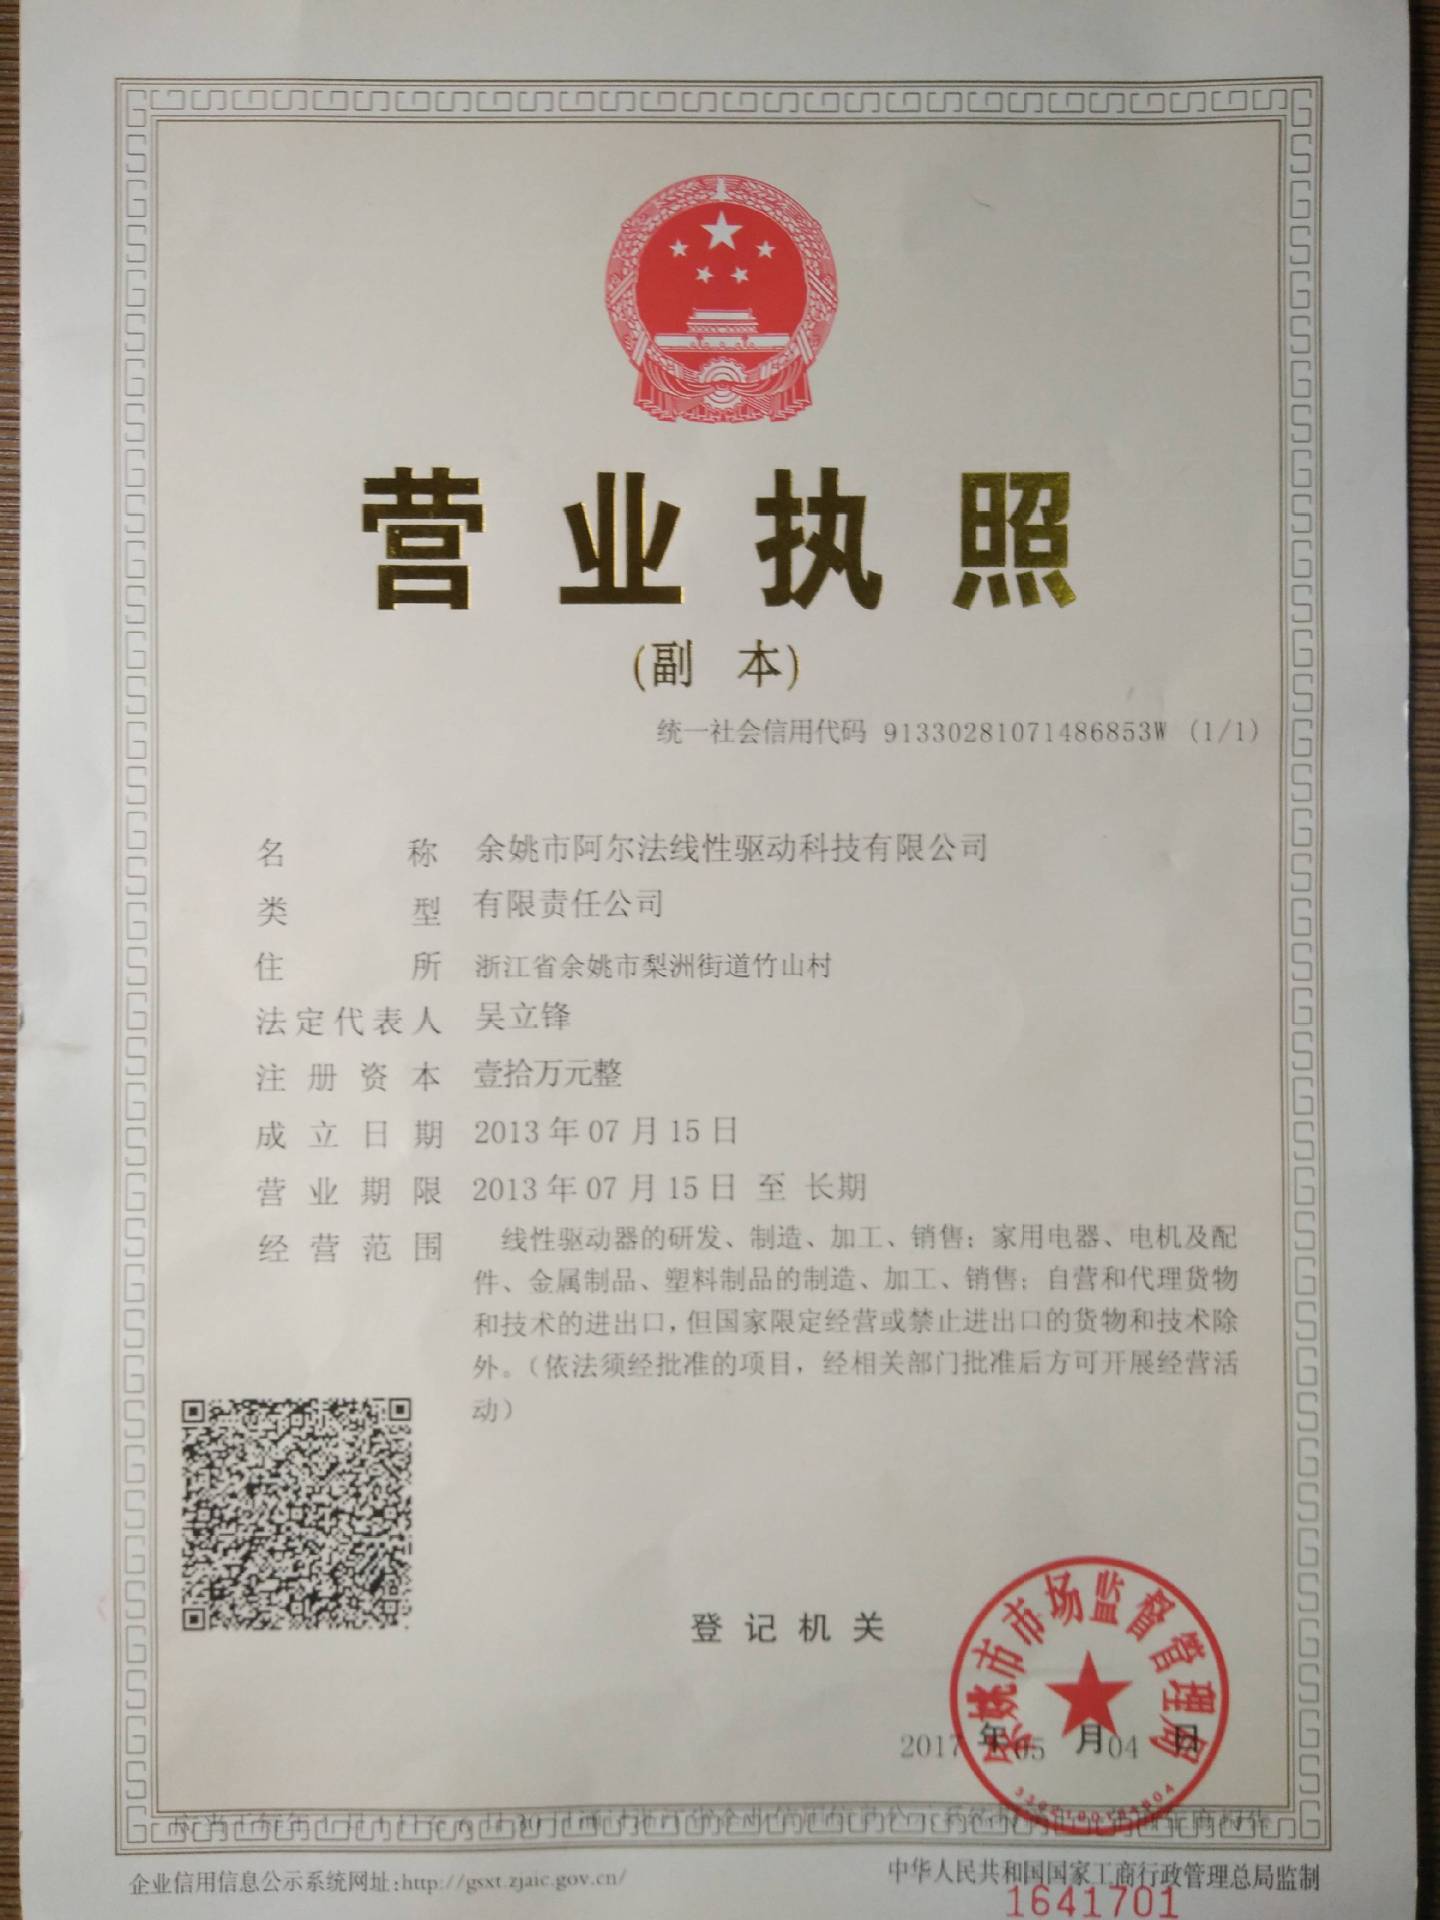 营业执照
(副 本)
统一社会信用代码 91330281071486853W (1/1)
名称 余姚市阿尔法线性驱动科技有限公司
类型 有限责任公司
住所 浙江省余姚市梨洲街道竹山村
法定代表人 吴立锋
注册资本 壹拾万元整
成立日期 2013年07月15日
营业期限 2013年07月15日 至 长期
经营范围 线性驱动器的研发、制造、加工、销售；家用电器、电机及配
件、金属制品、塑料制品的制造、加工、销售；自营和代理货物
和技术的进出口，但国家限定经营或禁止进出口的货物和技术除
外。（依法须经批准的项目，经相关部门批准后方可开展经营活
动）
登记机关
余姚市市场监督管理局
2017年05月04日
企业信用信息公示系统网址:http://gsxt.zjaic.gov.cn/
中华人民共和国国家工商行政管理总局监制
1641701